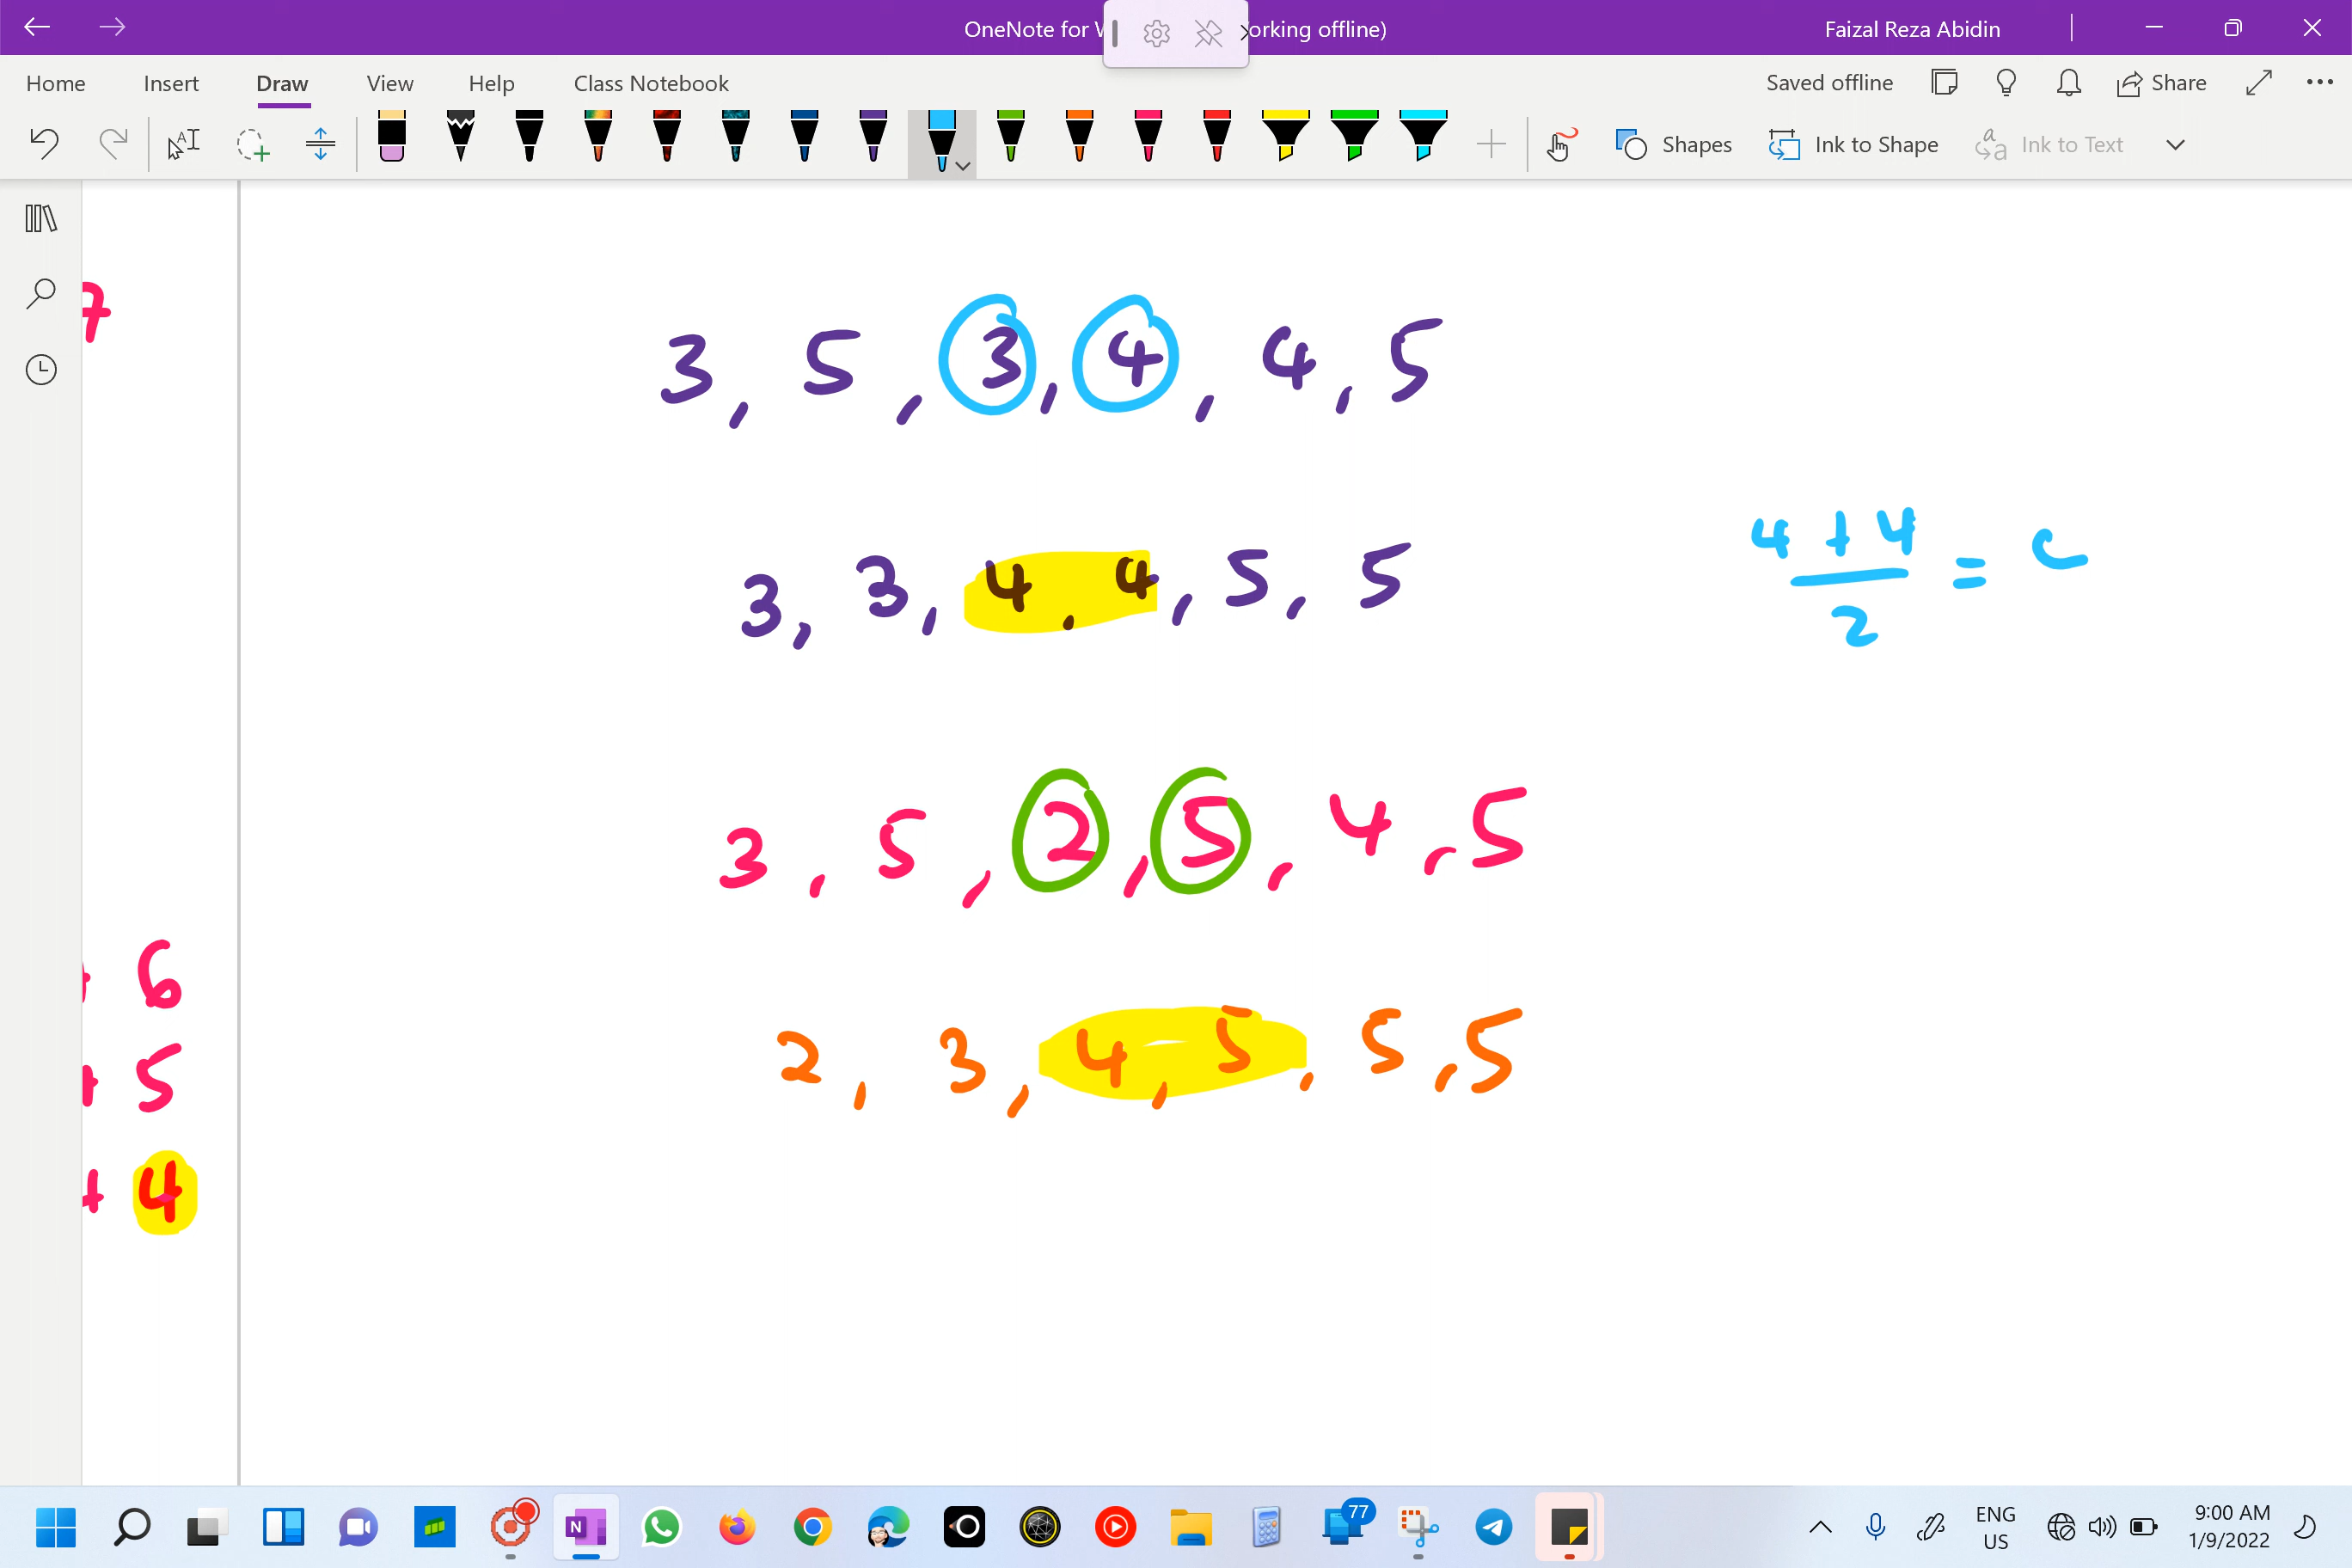 OneNote for W orking offline)
Faizal Reza Abidin
Home Insert Draw View Help Class Notebook
Saved offline Share
Shapes Ink to Shape Ink to Text
7
3, 5, 3, 4, 4, 5
3, 3, 4, 4, 5, 5
4 + 4
=
2
3, 5, 2, 5, 4, 5
+ 6
2, 3, 4, 5, 5, 5
+ 5
+ 4
77
ENG
US
9:00 AM
1/9/2022